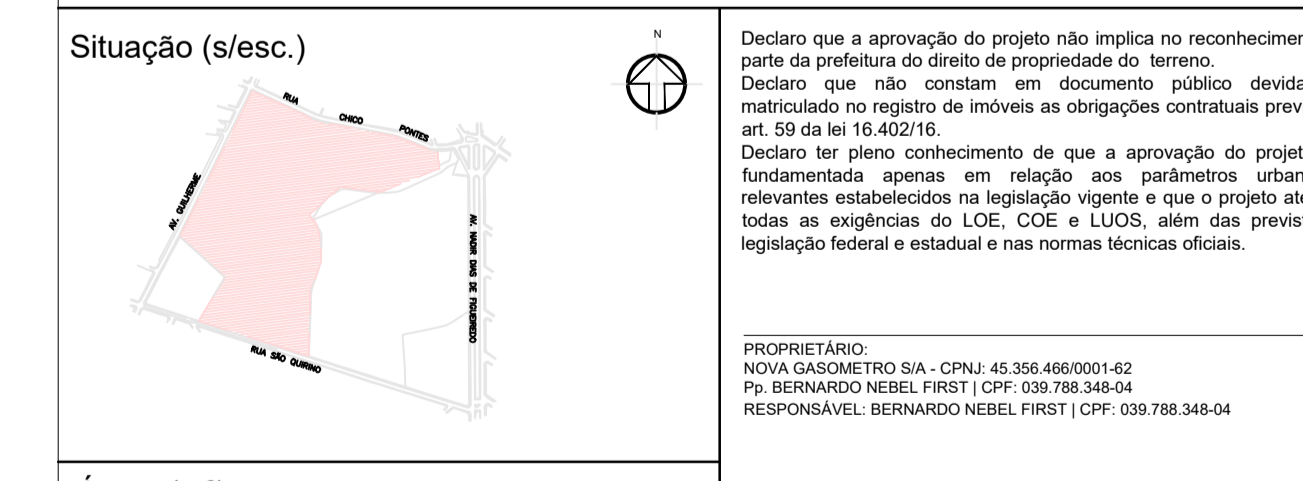 Situação (s/esc.)
N
RUA CHICO PONTES
AV. GUILHERME
AV. NADIR DIAS DE FIGUEIREDO
RUA SÃO QUIRINO
Declaro que a aprovação do projeto não implica no reconhecimen
parte da prefeitura do direito de propriedade do terreno.
Declaro que não constam em documento público devida
matriculado no registro de imóveis as obrigações contratuais prev
art. 59 da lei 16.402/16.
Declaro ter pleno conhecimento de que a aprovação do projet
fundamentada apenas em relação aos parâmetros urban
relevantes estabelecidos na legislação vigente e que o projeto ate
todas as exigências do LOE, COE e LUOS, além das previst
legislação federal e estadual e nas normas técnicas oficiais.
PROPRIETÁRIO:
NOVA GASOMETRO S/A - CPNJ: 45.356.466/0001-62
Pp. BERNARDO NEBEL FIRST | CPF: 039.788.348-04
RESPONSÁVEL: BERNARDO NEBEL FIRST | CPF: 039.788.348-04